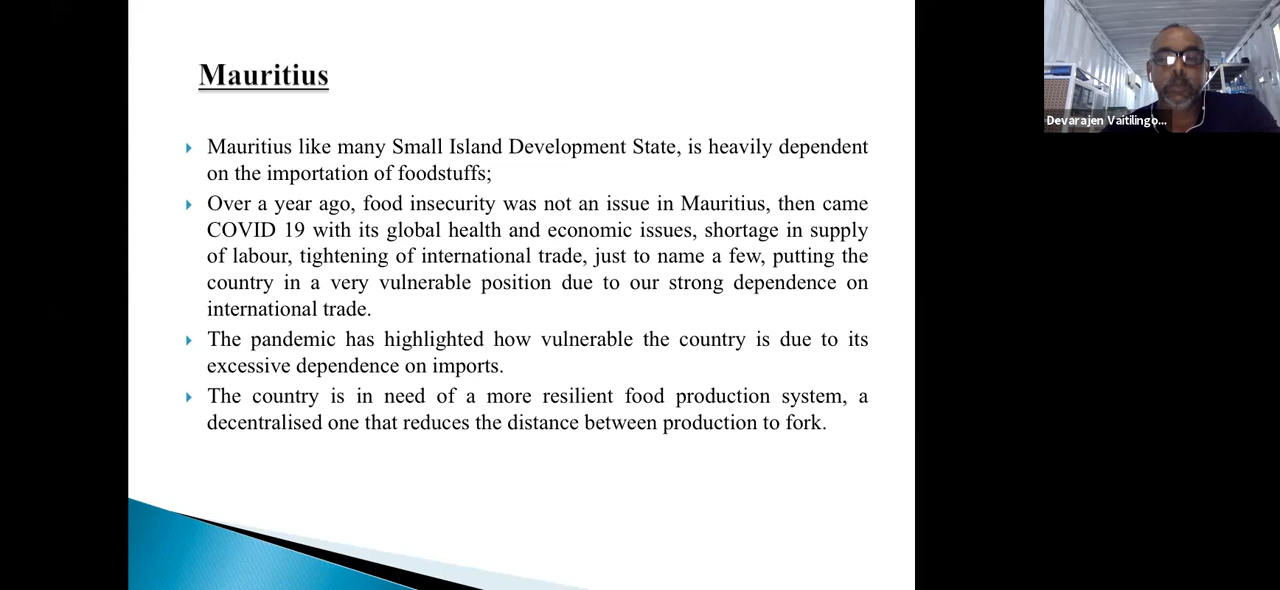 Mauritius
Mauritius like many Small Island Development State, is heavily dependent
on the importation of foodstuffs;
Over a year ago, food insecurity was not an issue in Mauritius, then came
COVID 19 with its global health and economic issues, shortage in supply
of labour, tightening of international trade, just to name a few, putting the
country in a very vulnerable position due to our strong dependence on
international trade.
The pandemic has highlighted how vulnerable the country is due to its
excessive dependence on imports.
The country is in need of a more resilient food production system, a
decentralised one that reduces the distance between production to fork.
Devarajen Vaitilingo...